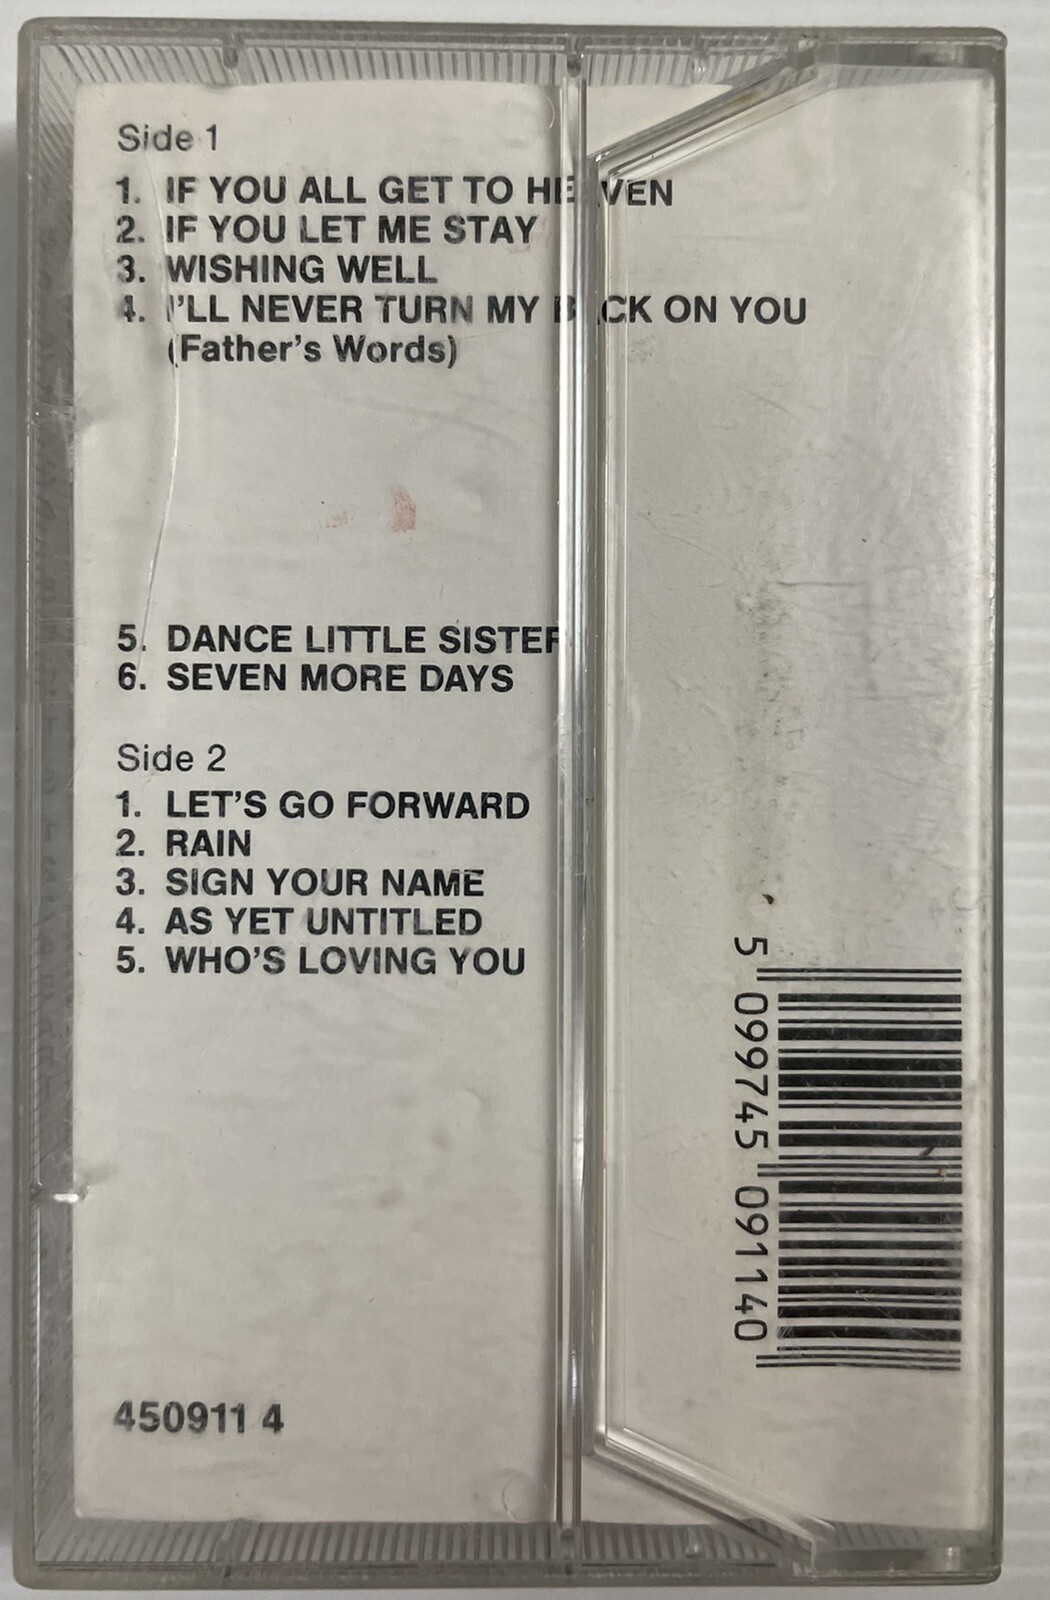 Side 1
1. IF YOU ALL GET TO HEAVEN
2. IF YOU LET ME STAY
3. WISHING WELL
4. I'LL NEVER TURN MY BACK ON YOU
(Father's Words)
5. DANCE LITTLE SISTER
6. SEVEN MORE DAYS
Side 2
1. LET'S GO FORWARD
2. RAIN
3. SIGN YOUR NAME
4. AS YET UNTITLED
5. WHO'S LOVING YOU
5 099745 091140
450911 4